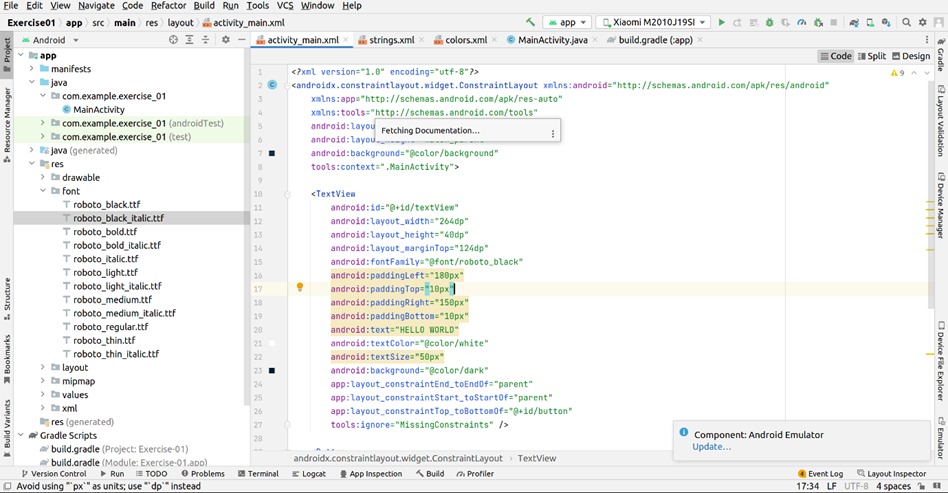 File Edit View Navigate Code Refactor Build Run Tools VCS Window Help
Exercise01 app src main res layout activity_main.xml
app
Xiaomi M2010J19SI
Android
activity_main.xml
strings.xml
colors.xml
MainActivity.java
build.gradle (:app)
Code
Split
Design
Project
Resource Manager
Structure
Bookmarks
Build Variants
app
manifests
java
com.example.exercise_01
MainActivity
com.example.exercise_01 (androidTest)
com.example.exercise_01 (test)
java (generated)
res
drawable
font
roboto_black.ttf
roboto_black_italic.ttf
roboto_bold.ttf
roboto_bold_italic.ttf
roboto_italic.ttf
roboto_light.ttf
roboto_light_italic.ttf
roboto_medium.ttf
roboto_medium_italic.ttf
roboto_regular.ttf
roboto_thin.ttf
roboto_thin_italic.ttf
layout
mipmap
values
xml
res (generated)
Gradle Scripts
build.gradle (Project: Exercise-01)
build.gradle (Module: Exercise-01.app)
9
1 <?xml version="1.0" encoding="utf-8"?>
2 <androidx.constraintlayout.widget.ConstraintLayout xmlns:android="http://schemas.android.com/apk/res/android"
3 xmlns:app="http://schemas.android.com/apk/res-auto"
4 xmlns:tools="http://schemas.android.com/tools"
5 android:layou
Fetching Documentation...
6
7 android:background="@color/background"
8 tools:context=".MainActivity">
9
10 <TextView
11 android:id="@+id/textView"
12 android:layout_width="264dp"
13 android:layout_height="40dp"
14 android:layout_marginTop="124dp"
15 android:fontFamily="@font/roboto_black"
16 android:paddingLeft="180px"
17 android:paddingTop="10px"
18 android:paddingRight="150px"
19 android:paddingBottom="10px"
20 android:text="HELLO WORLD"
21 android:textColor="@color/white"
22 android:textSize="50px"
23 android:background="@color/dark"
24 app:layout_constraintEnd_toEndOf="parent"
25 app:layout_constraintStart_toStartOf="parent"
26 app:layout_constraintTop_toBottomOf="@+id/button"
27 tools:ignore="MissingConstraints" />
28
androidx.constraintlayout.widget.ConstraintLayout TextView
Component: Android Emulator
Update...
Gradle
Layout Validation
Device Manager
Device File Explorer
Emulator
Version Control Run TODO Problems Terminal Logcat App Inspection Build Profiler
4 Event Log Layout Inspector
Avoid using "`px`" as units; use "`dp`" instead
17:34 LF UTF-8 4 spaces